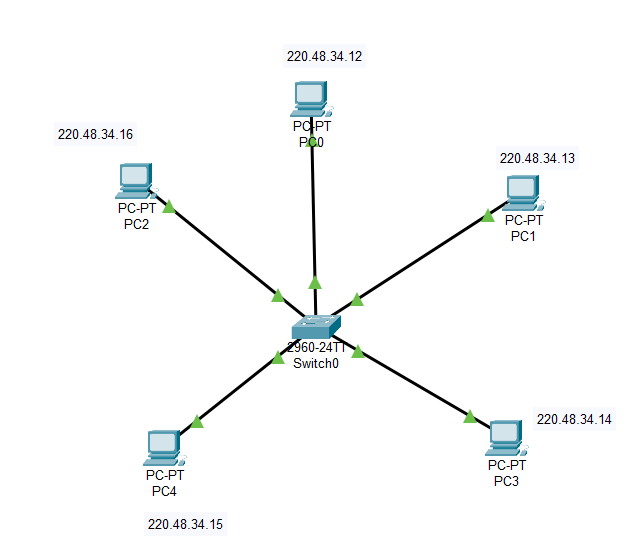 220.48.34.12
PC-PT
PC0
220.48.34.16
PC-PT
PC2
220.48.34.13
PC-PT
PC1
2960-24TT
Switch0
220.48.34.14
PC-PT
PC3
PC-PT
PC4
220.48.34.15